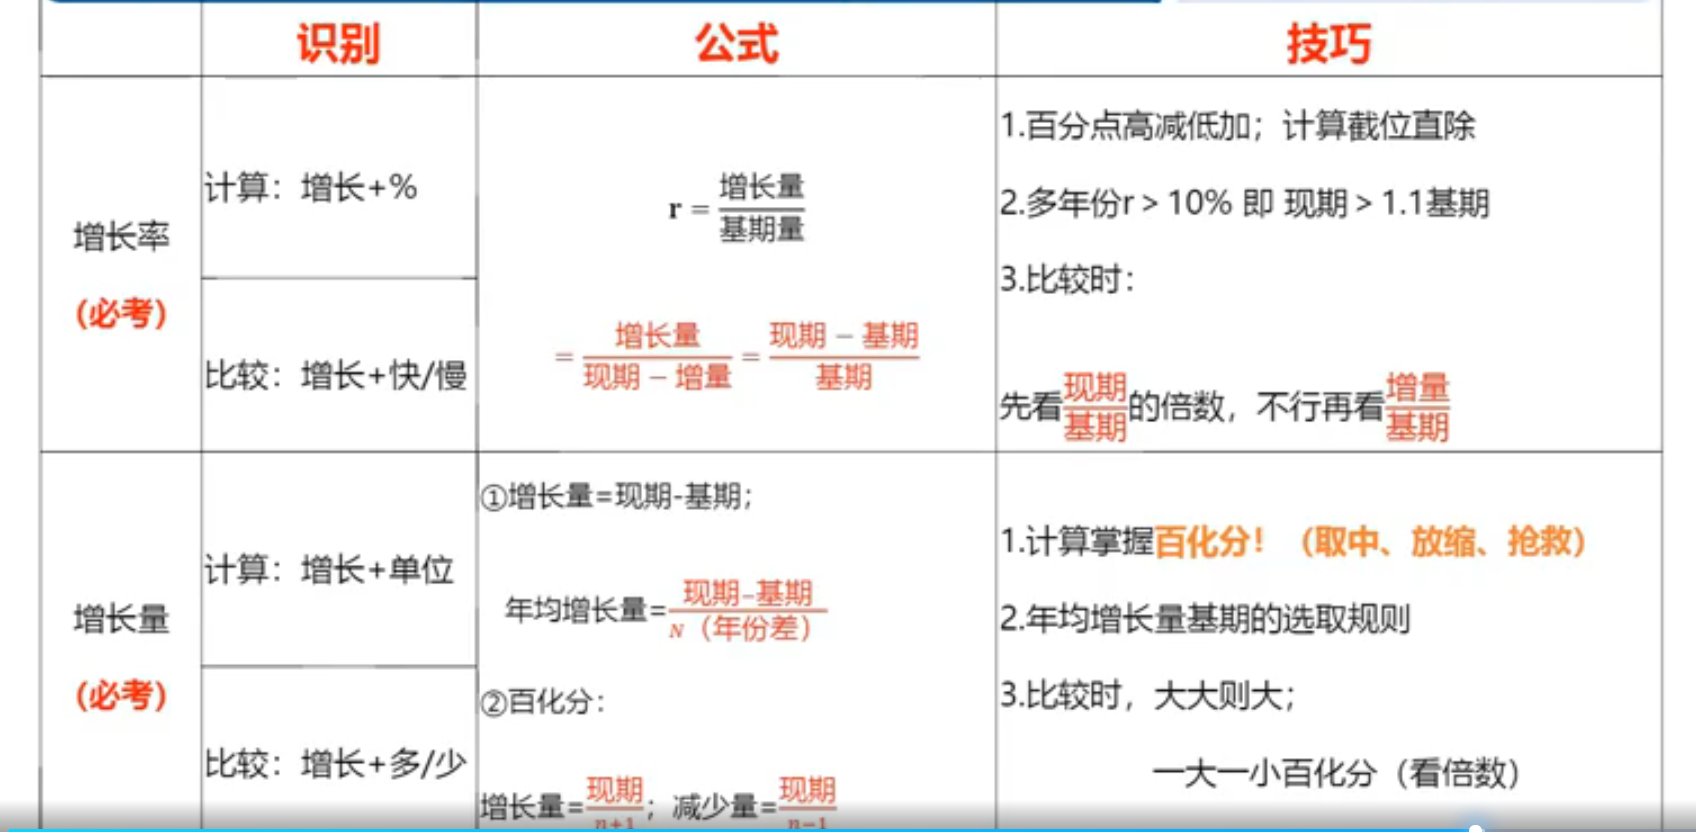 识别
公式
技巧
增长率
（必考）
计算：增长+%
比较：增长+快/慢
r = 增长量/基期量
= 增长量/现期 − 增量 = 现期 − 基期/基期
1.百分点高减低加；计算截位直除
2.多年份r > 10% 即 现期 > 1.1基期
3.比较时：
先看现期/基期的倍数，不行再看增量/基期
增长量
（必考）
计算：增长+单位
比较：增长+多/少
①增长量=现期-基期；
年均增长量=现期-基期/N（年份差）
②百化分：
增长量=现期/n+1；减少量=现期/n−1
1.计算掌握百化分！（取中、放缩、抢救）
2.年均增长量基期的选取规则
3.比较时，大大则大；
一大一小百化分（看倍数）